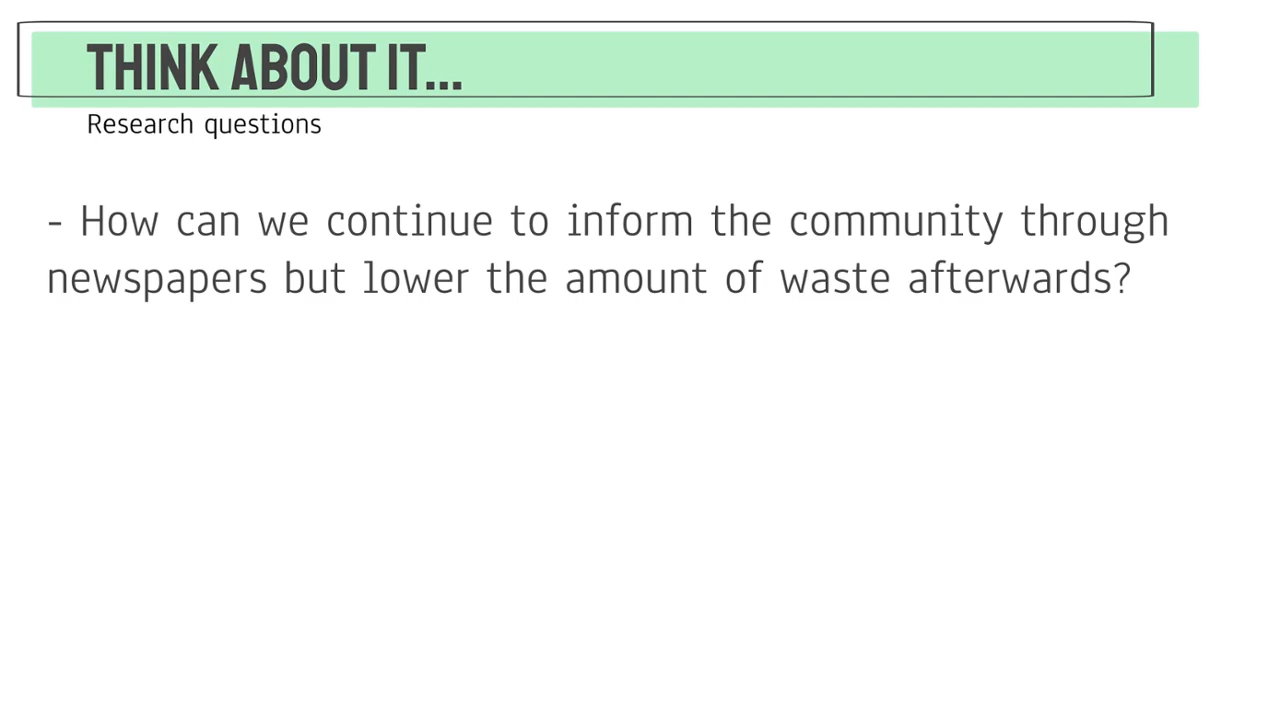 THINK ABOUT IT...
Research questions
- How can we continue to inform the community through
newspapers but lower the amount of waste afterwards?